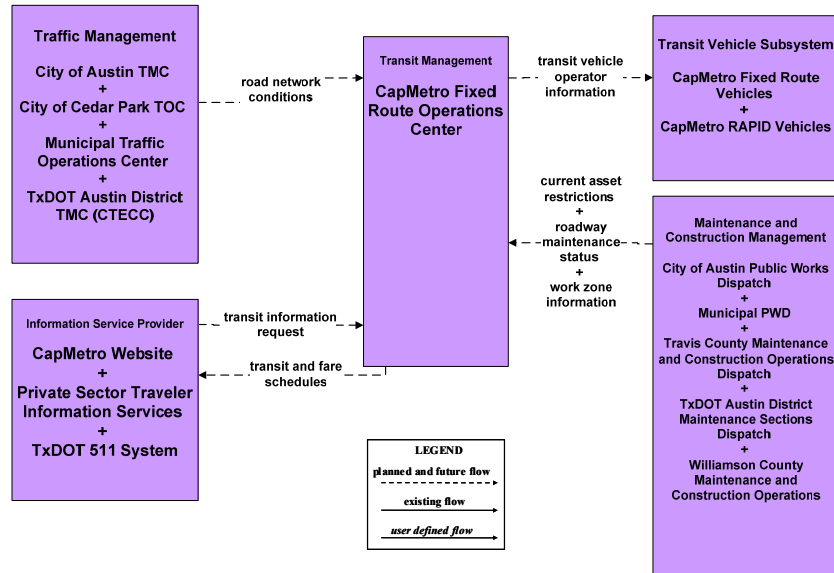 Traffic Management
City of Austin TMC
+
City of Cedar Park TOC
+
Municipal Traffic
Operations Center
+
TxDOT Austin District
TMC (CTECC)
road network
conditions
Transit Management
CapMetro Fixed
Route Operations
Center
transit vehicle
operator
information
Transit Vehicle Subsystem
CapMetro Fixed Route
Vehicles
+
CapMetro RAPID Vehicles
current asset
restrictions
+
roadway
maintenance
status
+
work zone
information
Maintenance and
Construction Management
City of Austin Public Works
Dispatch
+
Municipal PWD
+
Travis County Maintenance
and Construction Operations
Dispatch
+
TxDOT Austin District
Maintenance Sections
Dispatch
+
Williamson County
Maintenance and
Construction Operations
Information Service Provider
CapMetro Website
+
Private Sector Traveler
Information Services
+
TxDOT 511 System
transit information
request
transit and fare
schedules
LEGEND
planned and future flow
existing flow
user defined flow